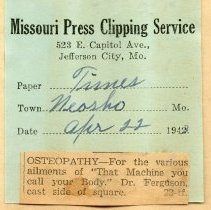 Missouri Press Clipping Service
523 E. Capitol Ave.,
Jefferson City, Mo.
Paper Times
Town Neosho Mo.
Date Apr 22 1942
OSTEOPATHY—For the various
ailments of "That Machine you
call your Body." Dr. Ferguson,
east side of square.